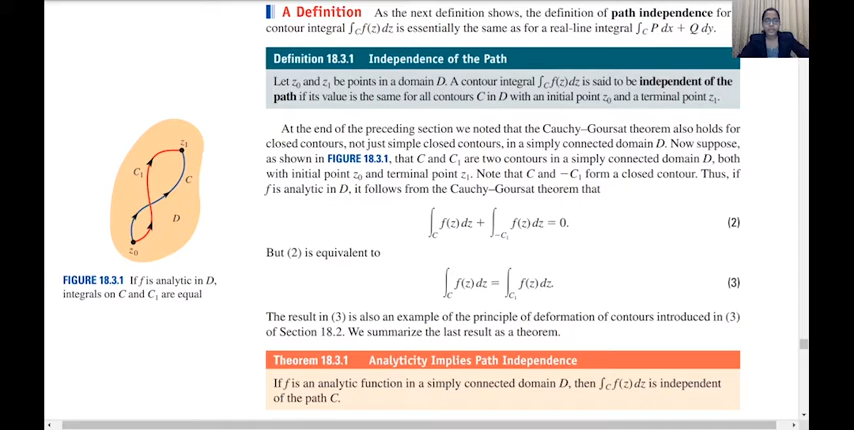 A Definition As the next definition shows, the definition of path independence for
contour integral ∫_C f(z) dz is essentially the same as for a real-line integral ∫_C P dx + Q dy.
Definition 18.3.1 Independence of the Path
Let z₀ and z₁ be points in a domain D. A contour integral ∫_C f(z) dz is said to be independent of the
path if its value is the same for all contours C in D with an initial point z₀ and a terminal point z₁.
At the end of the preceding section we noted that the Cauchy–Goursat theorem also holds for
closed contours, not just simple closed contours, in a simply connected domain D. Now suppose,
as shown in FIGURE 18.3.1, that C and C₁ are two contours in a simply connected domain D, both
with initial point z₀ and terminal point z₁. Note that C and −C₁ form a closed contour. Thus, if
f is analytic in D, it follows from the Cauchy–Goursat theorem that
∫_C f(z) dz + ∫_{−C₁} f(z) dz = 0. (2)
But (2) is equivalent to
∫_C f(z) dz = ∫_{C₁} f(z) dz. (3)
The result in (3) is also an example of the principle of deformation of contours introduced in (3)
of Section 18.2. We summarize the last result as a theorem.
Theorem 18.3.1 Analyticity Implies Path Independence
If f is an analytic function in a simply connected domain D, then ∫_C f(z) dz is independent
of the path C.
z₁
C₁
C
D
z₀
FIGURE 18.3.1 If f is analytic in D,
integrals on C and C₁ are equal